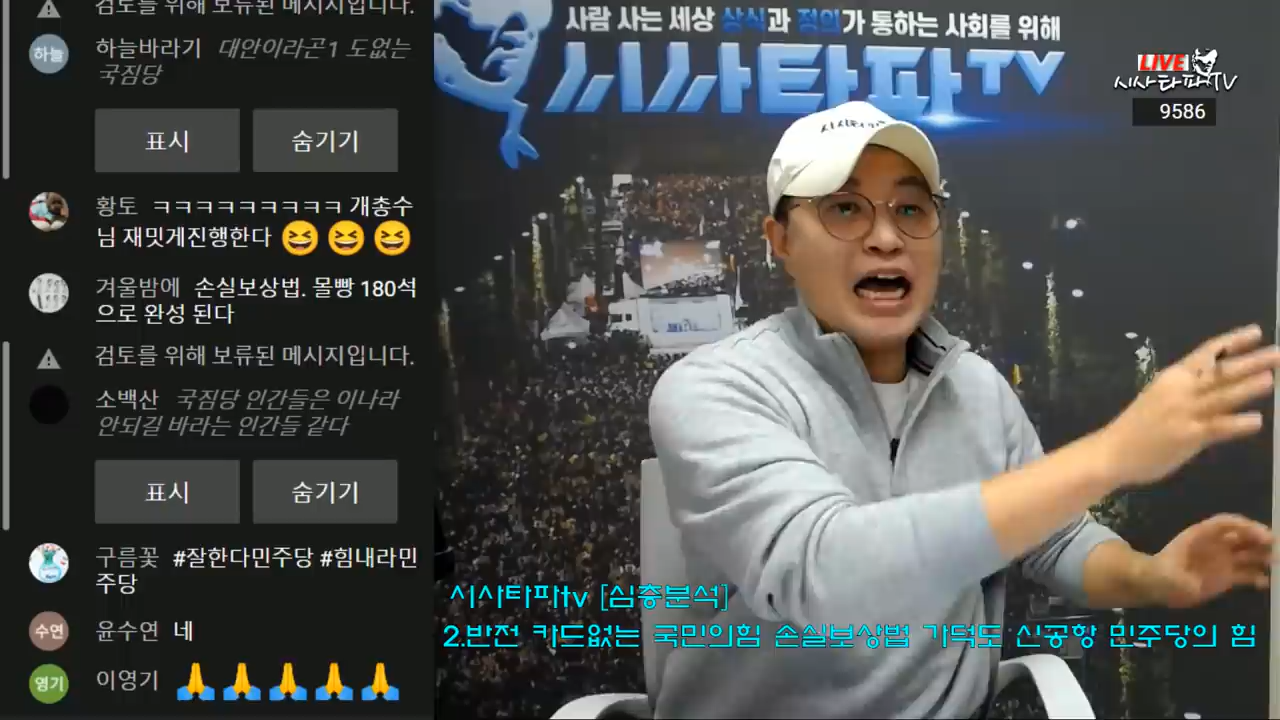 검토를 위해 보류된 메시지입니다.
하늘
하늘바라기 대안이라곤1 도없는
국짐당
표시 숨기기
황토 ㅋㅋㅋㅋㅋㅋㅋㅋㅋ 개총수
님 재밋게진행한다
겨울밤에 손실보상법. 몰빵 180석
으로 완성 된다
검토를 위해 보류된 메시지입니다.
소백산 국짐당 인간들은 이나라
안되길 바라는 인간들 같다
표시 숨기기
구름꽃 #잘한다민주당 #힘내라민
주당
수연 윤수연 네
영기 이영기 🙏🙏🙏🙏🙏
사람 사는 세상 상식과 정의가 통하는 사회를 위해
시사타파TV
LIVE
시사타파TV
9586
시사타파tv [심층분석]
2.반전 카드없는 국민의힘 손실보상법 가덕도 신공항 민주당의 힘